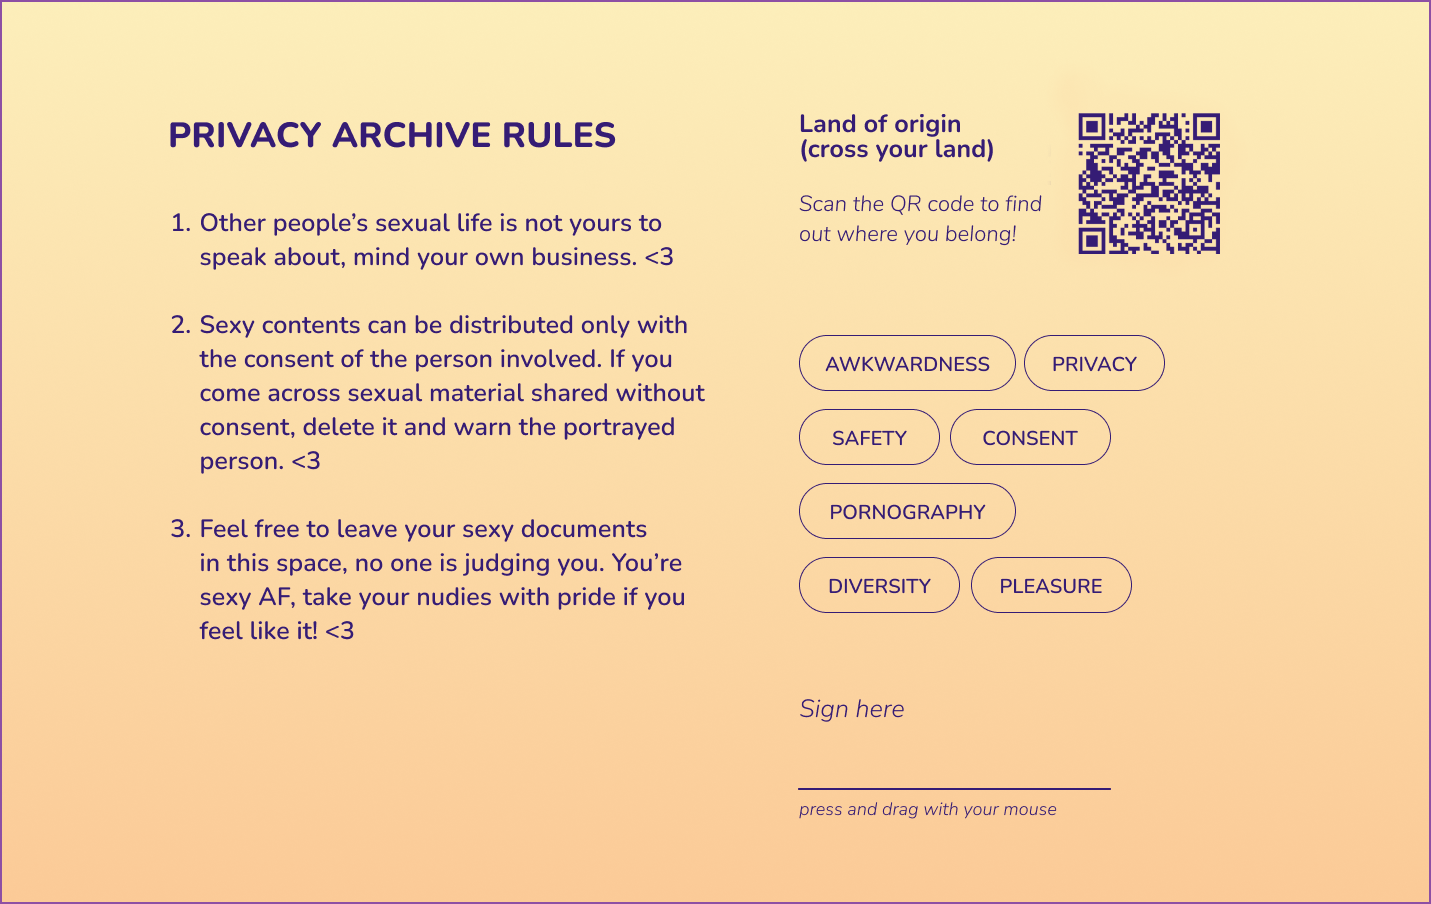 PRIVACY ARCHIVE RULES
1. Other people’s sexual life is not yours to
speak about, mind your own business. <3
2. Sexy contents can be distributed only with
the consent of the person involved. If you
come across sexual material shared without
consent, delete it and warn the portrayed
person. <3
3. Feel free to leave your sexy documents
in this space, no one is judging you. You’re
sexy AF, take your nudies with pride if you
feel like it! <3
Land of origin
(cross your land)
Scan the QR code to find
out where you belong!
AWKWARDNESS PRIVACY
SAFETY CONSENT
PORNOGRAPHY
DIVERSITY PLEASURE
Sign here
press and drag with your mouse